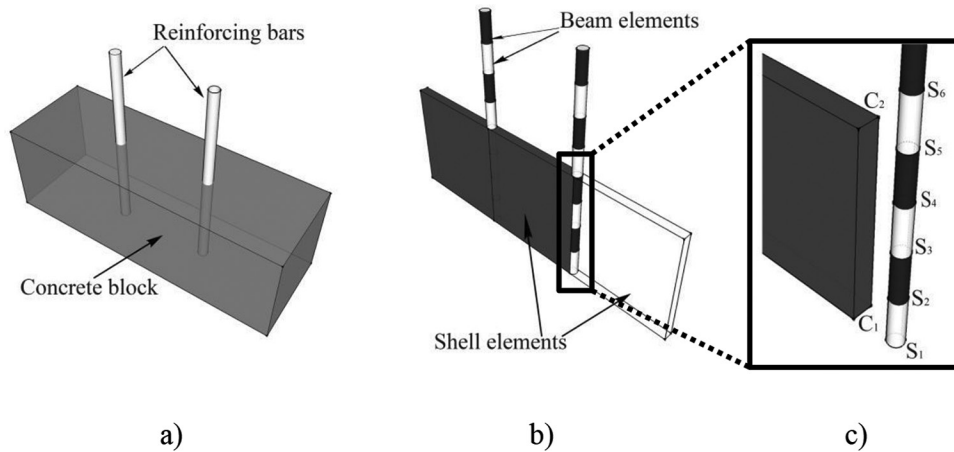 Reinforcing bars
Concrete block
Beam elements
Shell elements
C2
C1
S6
S5
S4
S3
S2
S1
a)
b)
c)